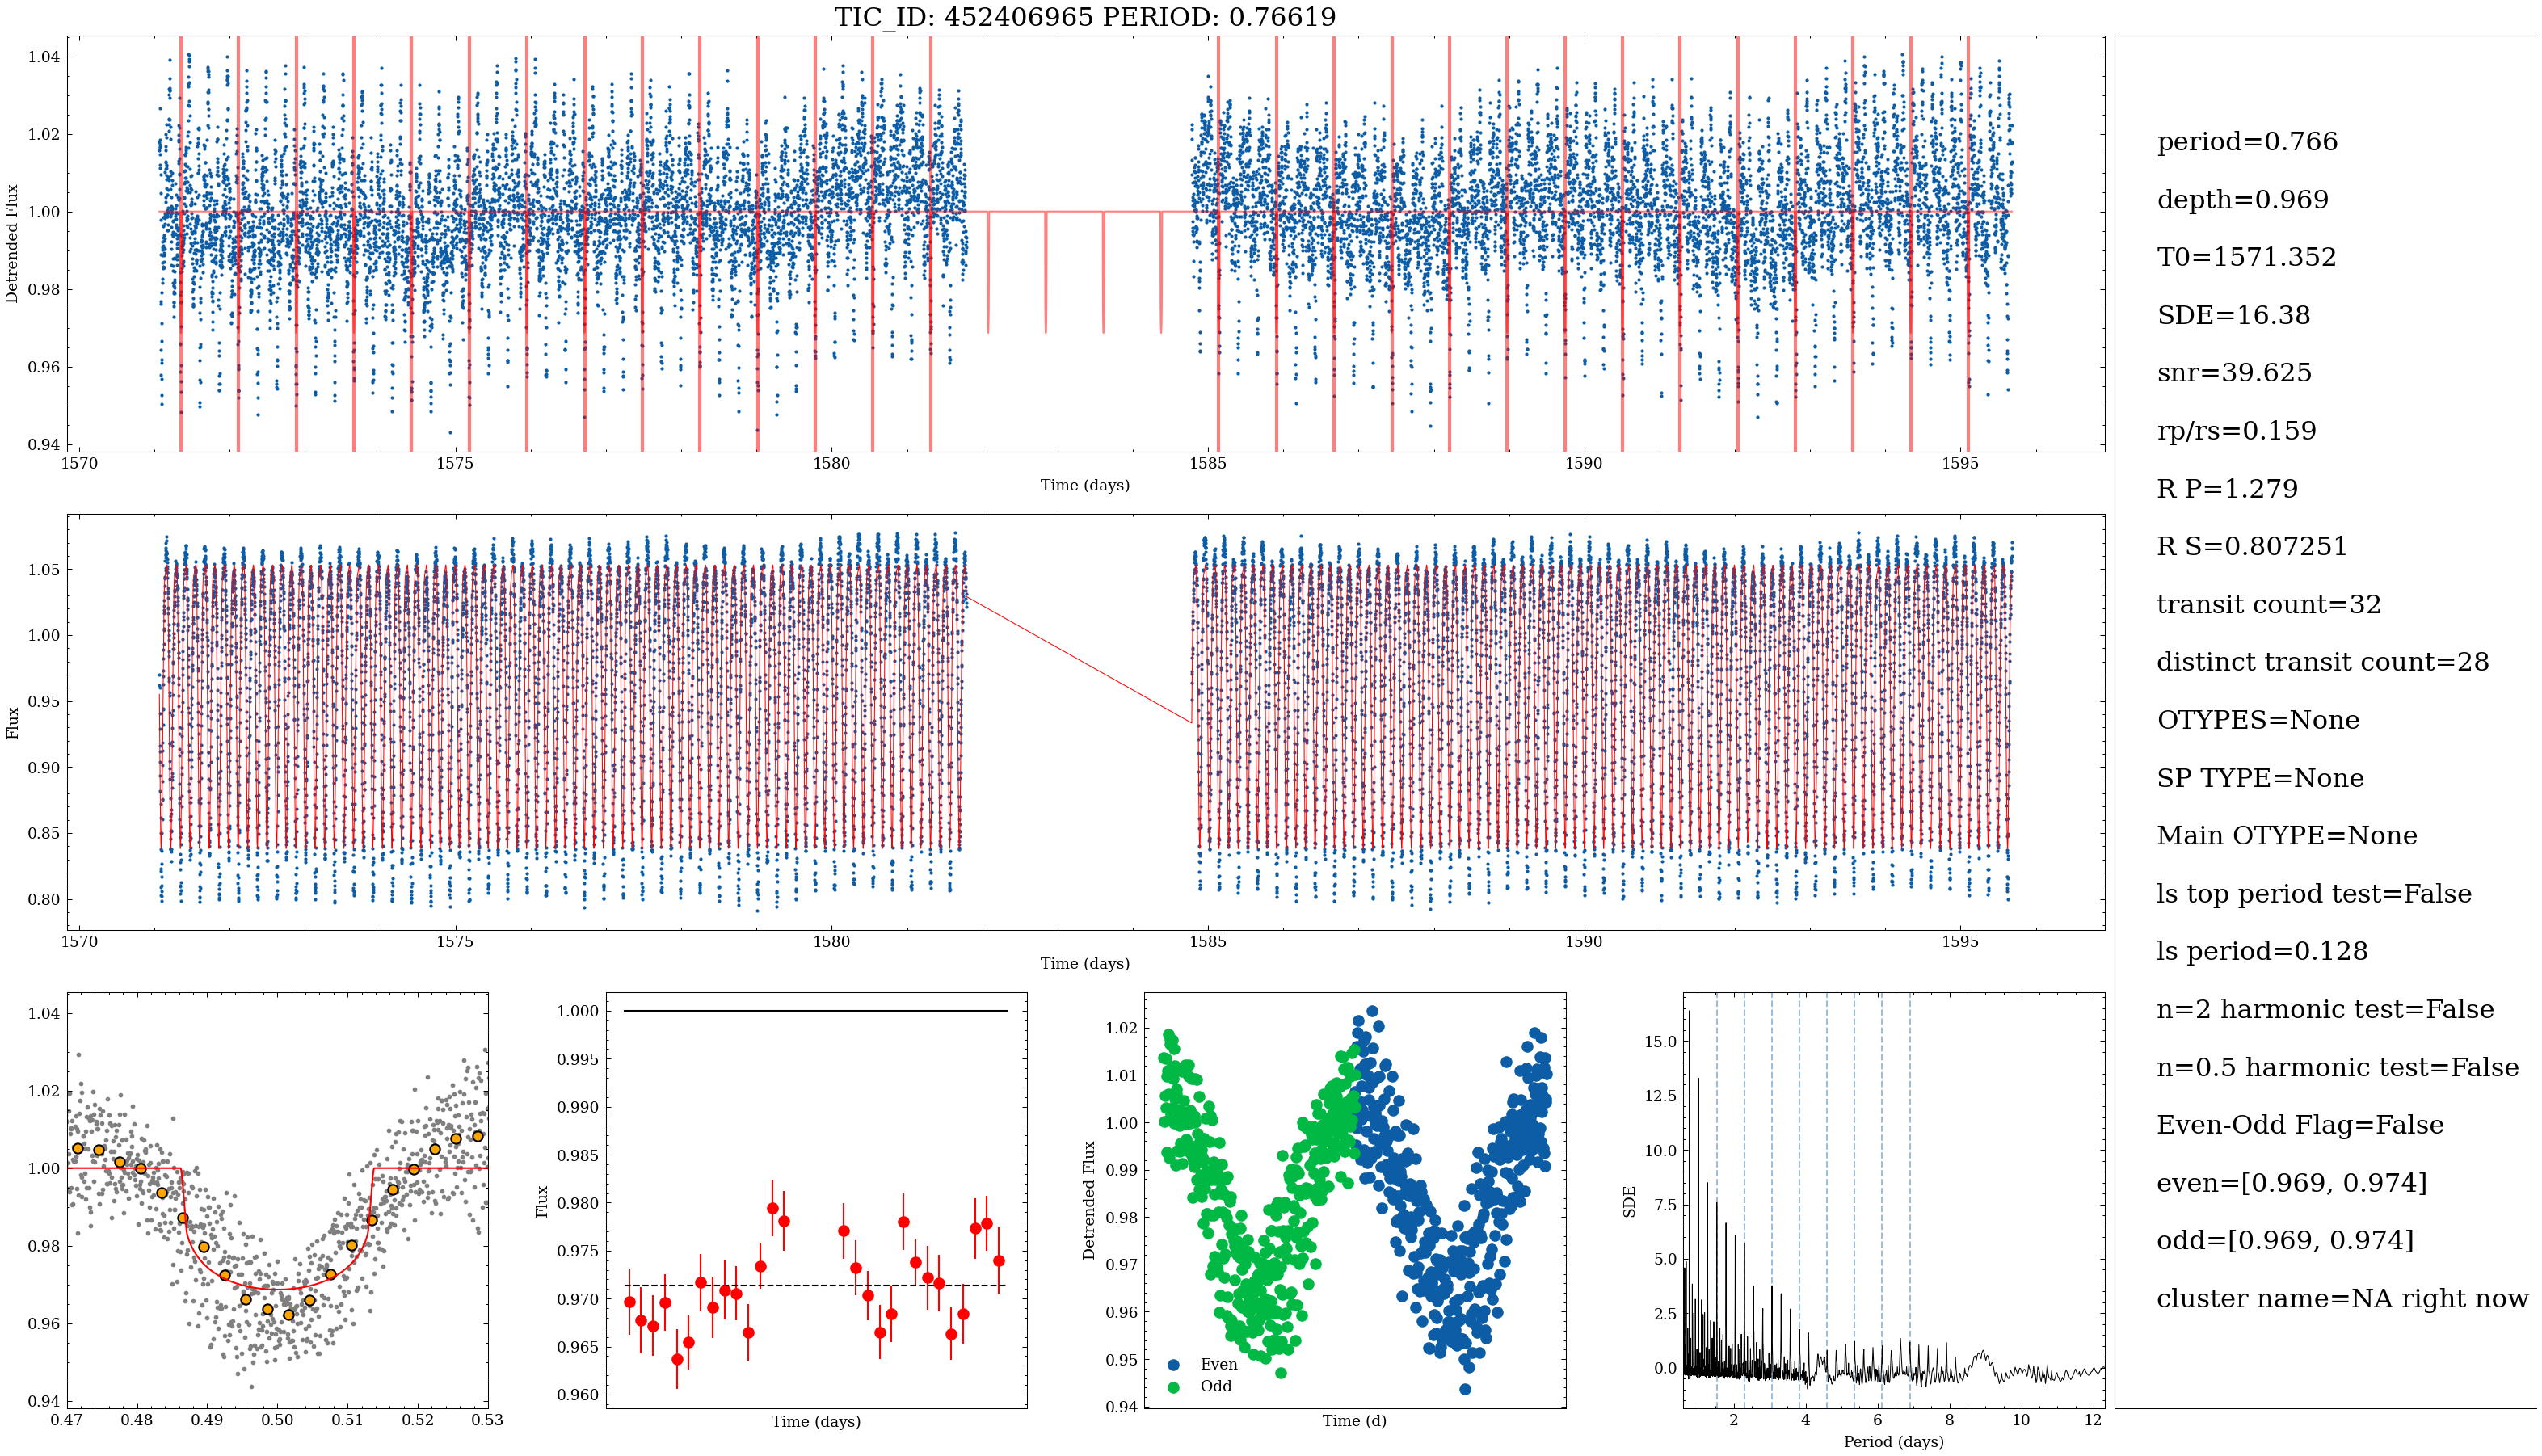 TIC_ID: 452406965 PERIOD: 0.76619
1.04
1.02
1.00
0.98
0.96
0.94
Detrended Flux
1570
1575
1580
1585
1590
1595
Time (days)
1.05
1.00
0.95
0.90
0.85
0.80
Flux
1570
1575
1580
1585
1590
1595
Time (days)
1.04
1.02
1.00
0.98
0.96
0.94
0.47
0.48
0.49
0.50
0.51
0.52
0.53
1.000
0.995
0.990
0.985
0.980
0.975
0.970
0.965
0.960
Flux
Time (days)
1.02
1.01
1.00
0.99
0.98
0.97
0.96
0.95
0.94
Detrended Flux
Even
Odd
Time (d)
15.0
12.5
10.0
7.5
5.0
2.5
0.0
SDE
2
4
6
8
10
12
Period (days)
period=0.766
depth=0.969
T0=1571.352
SDE=16.38
snr=39.625
rp/rs=0.159
R P=1.279
R S=0.807251
transit count=32
distinct transit count=28
OTYPES=None
SP TYPE=None
Main OTYPE=None
ls top period test=False
ls period=0.128
n=2 harmonic test=False
n=0.5 harmonic test=False
Even-Odd Flag=False
even=[0.969, 0.974]
odd=[0.969, 0.974]
cluster name=NA right now